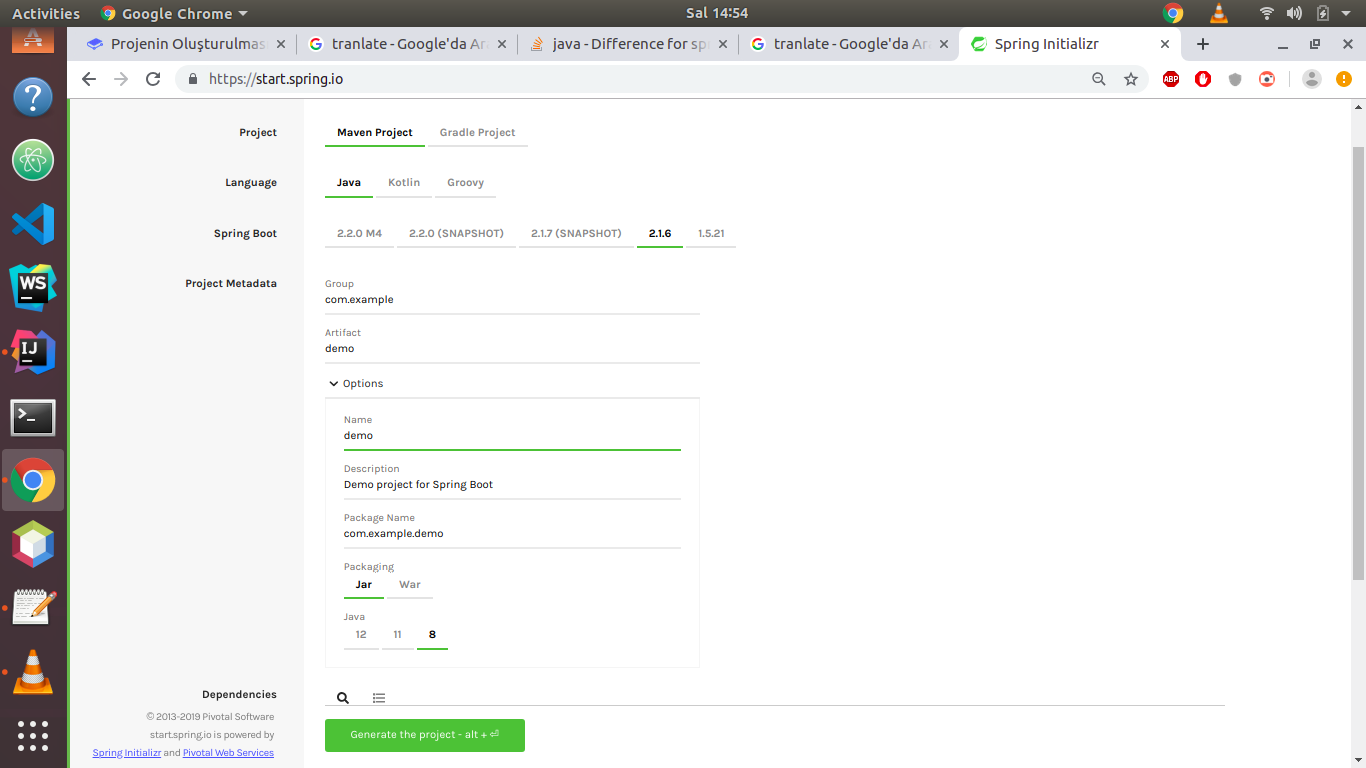 Activities Google Chrome Sal 14:54
Projenin Oluşturulmas tranlate - Google'da Ara java - Difference for sp tranlate - Google'da Ara Spring Initializr
https://start.spring.io ABP
Project Maven Project Gradle Project
Language Java Kotlin Groovy
Spring Boot 2.2.0 M4 2.2.0 (SNAPSHOT) 2.1.7 (SNAPSHOT) 2.1.6 1.5.21
Project Metadata Group
com.example
Artifact
demo
Options
Name
demo
Description
Demo project for Spring Boot
Package Name
com.example.demo
Packaging
Jar War
Java
12 11 8
Dependencies
© 2013-2019 Pivotal Software
start.spring.io is powered by
Spring Initializr and Pivotal Web Services
Generate the project - alt + ⏎
WS
IJ